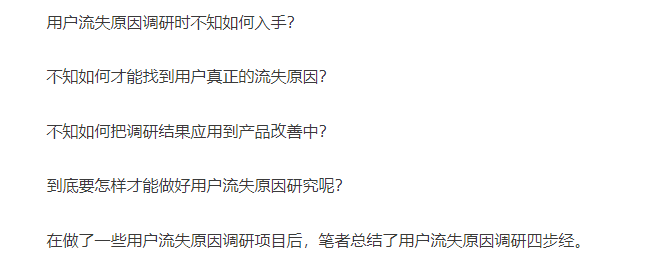 用户流失原因调研时不知如何入手？
不知如何才能找到用户真正的流失原因？
不知如何把调研结果应用到产品改善中？
到底要怎样才能做好用户流失原因研究呢？
在做了一些用户流失原因调研项目后，笔者总结了用户流失原因调研四步经。